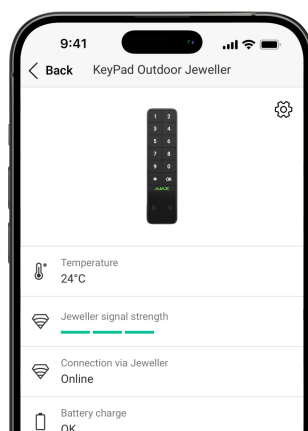 9:41
Back KeyPad Outdoor Jeweller
1 2
3 4
5 6
7 8
9 0
* OK
AJAX
Temperature
24°C
Jeweller signal strength
Connection via Jeweller
Online
Battery charge
OK